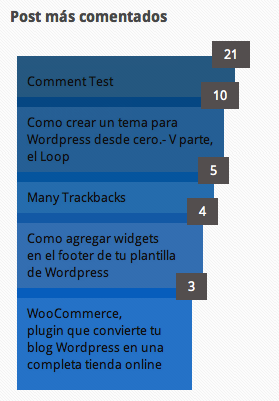 Post más comentados
21
Comment Test
10
Como crear un tema para
Wordpress desde cero.- V parte,
el Loop
5
Many Trackbacks
4
Como agregar widgets
en el footer de tu plantilla
de Wordpress
3
WooCommerce,
plugin que convierte tu
blog Wordpress en una
completa tienda online